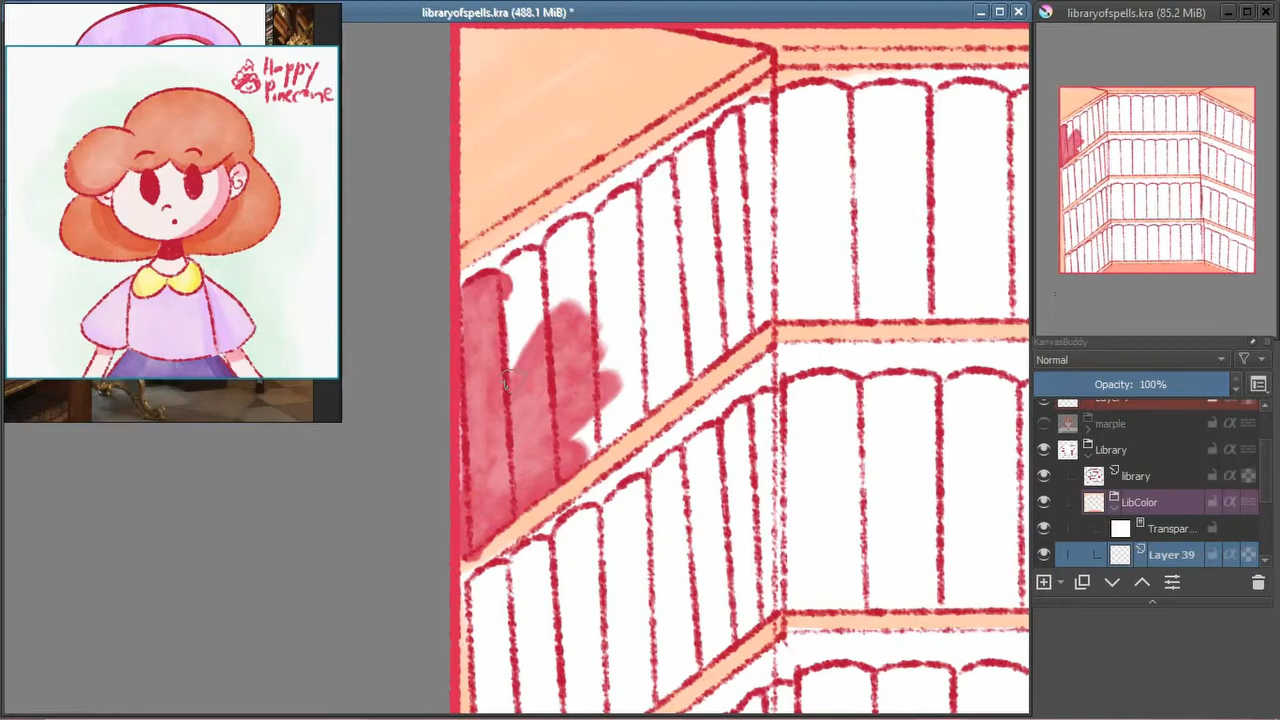 libraryofspells.kra (488.1 MiB) *
libraryofspells.kra (85.2 MiB)
Happy
Pinecone
KanvasBuddy
Normal
Opacity: 100%
marple
Library
library
LibColor
Transpar...
Layer 39